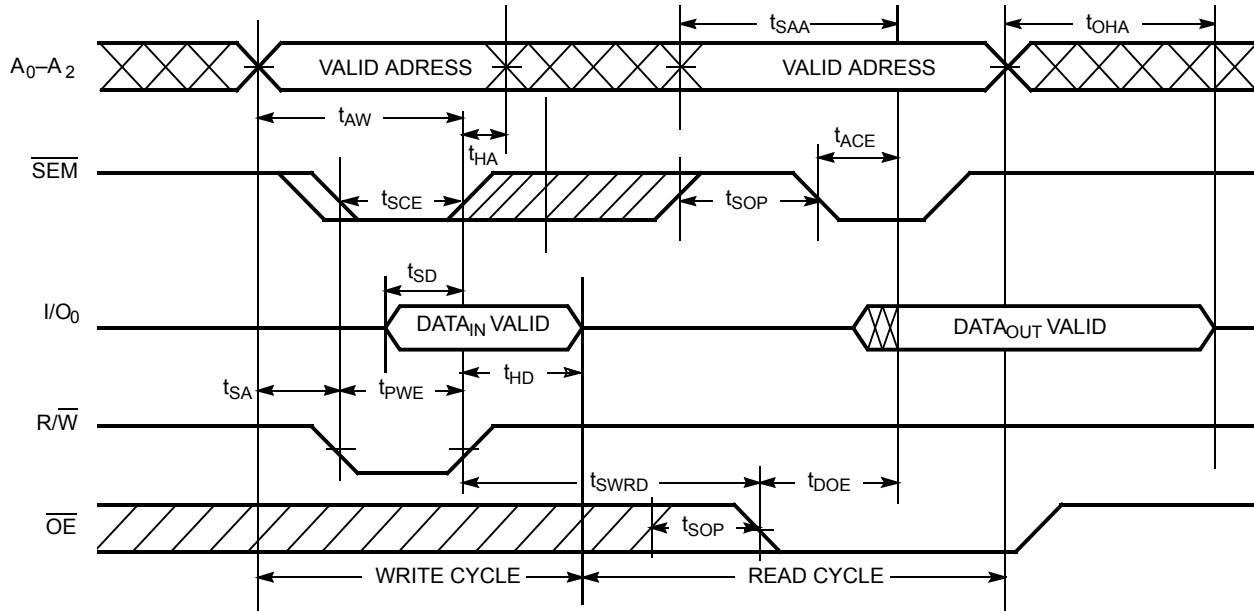 tSAA tOHA
A0–A2 VALID ADRESS VALID ADRESS
tAW tHA tACE
SEM tSCE tSOP
tSD
I/O0 DATAIN VALID DATAOUT VALID
tSA tPWE tHD
R/W
tSWRD tDOE
OE tSOP
WRITE CYCLE READ CYCLE